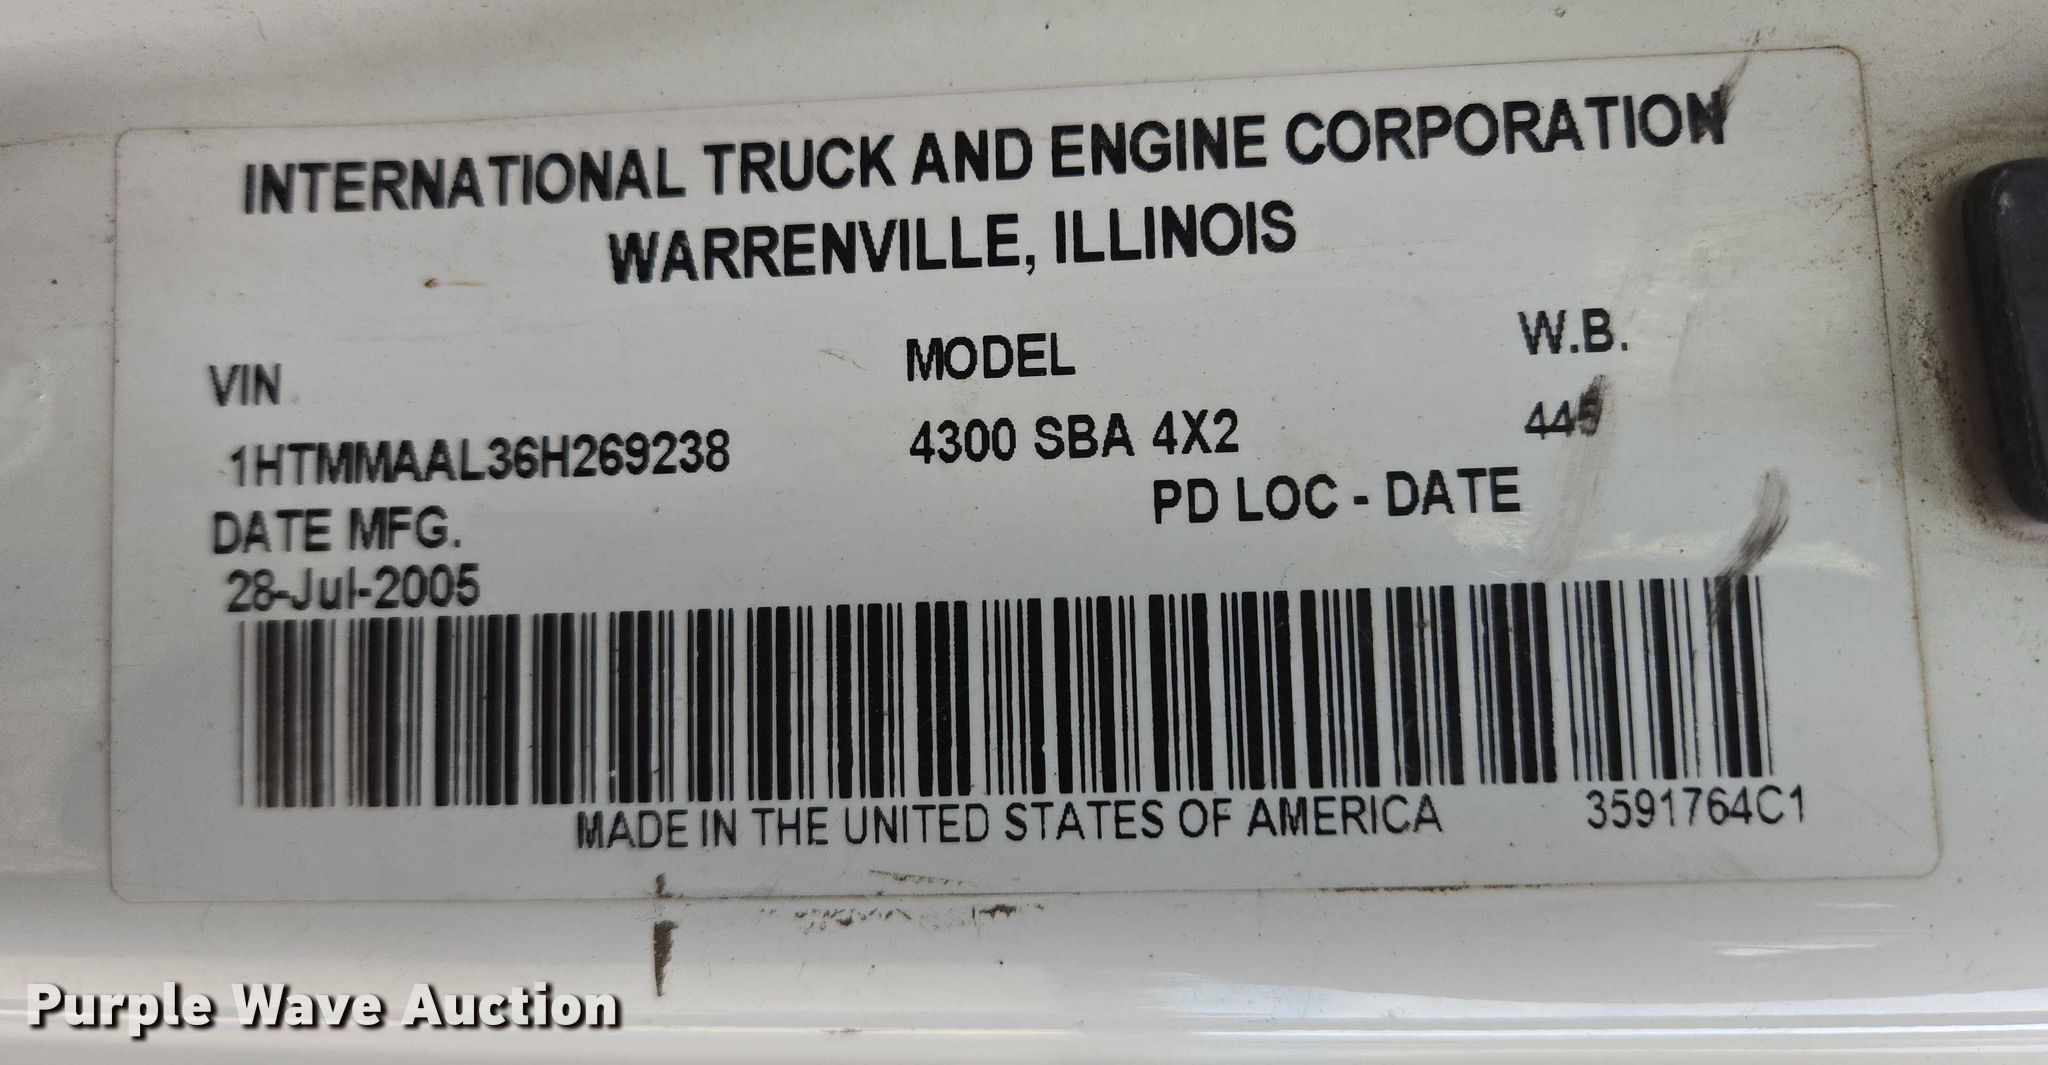 INTERNATIONAL TRUCK AND ENGINE CORPORATION
WARRENVILLE, ILLINOIS
VIN MODEL W.B.
1HTMMAAL36H269238 4300 SBA 4X2 445
DATE MFG. PD LOC - DATE
28-Jul-2005
MADE IN THE UNITED STATES OF AMERICA 3591764C1
Purple Wave Auction